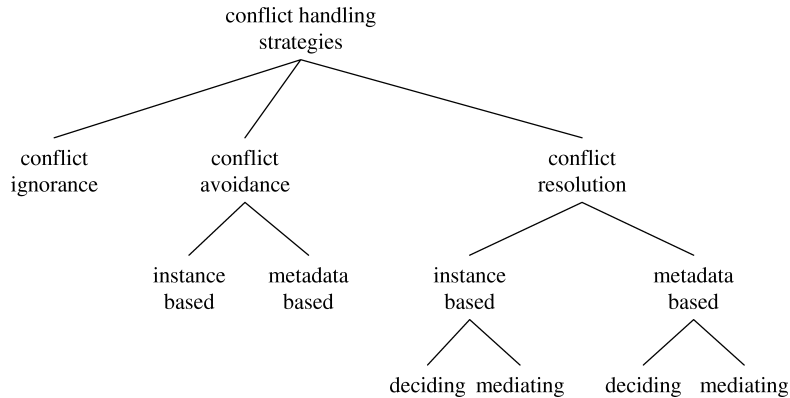 conflict handling
strategies
conflict
ignorance
conflict
avoidance
conflict
resolution
instance
based
metadata
based
instance
based
metadata
based
deciding
mediating
deciding
mediating